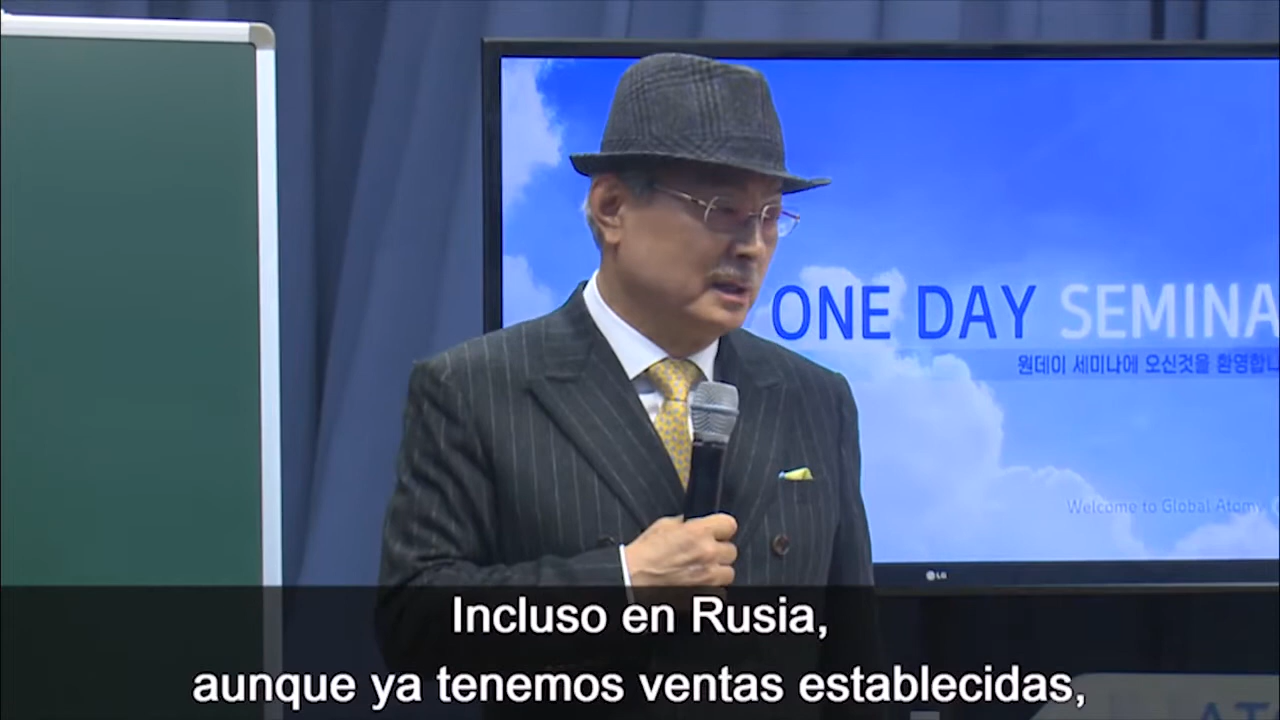 ONE DAY SEMINA
원데이 세미나에 오신것을 환영합니
Welcome to Global Atomy
LG
Incluso en Rusia,
aunque ya tenemos ventas establecidas,